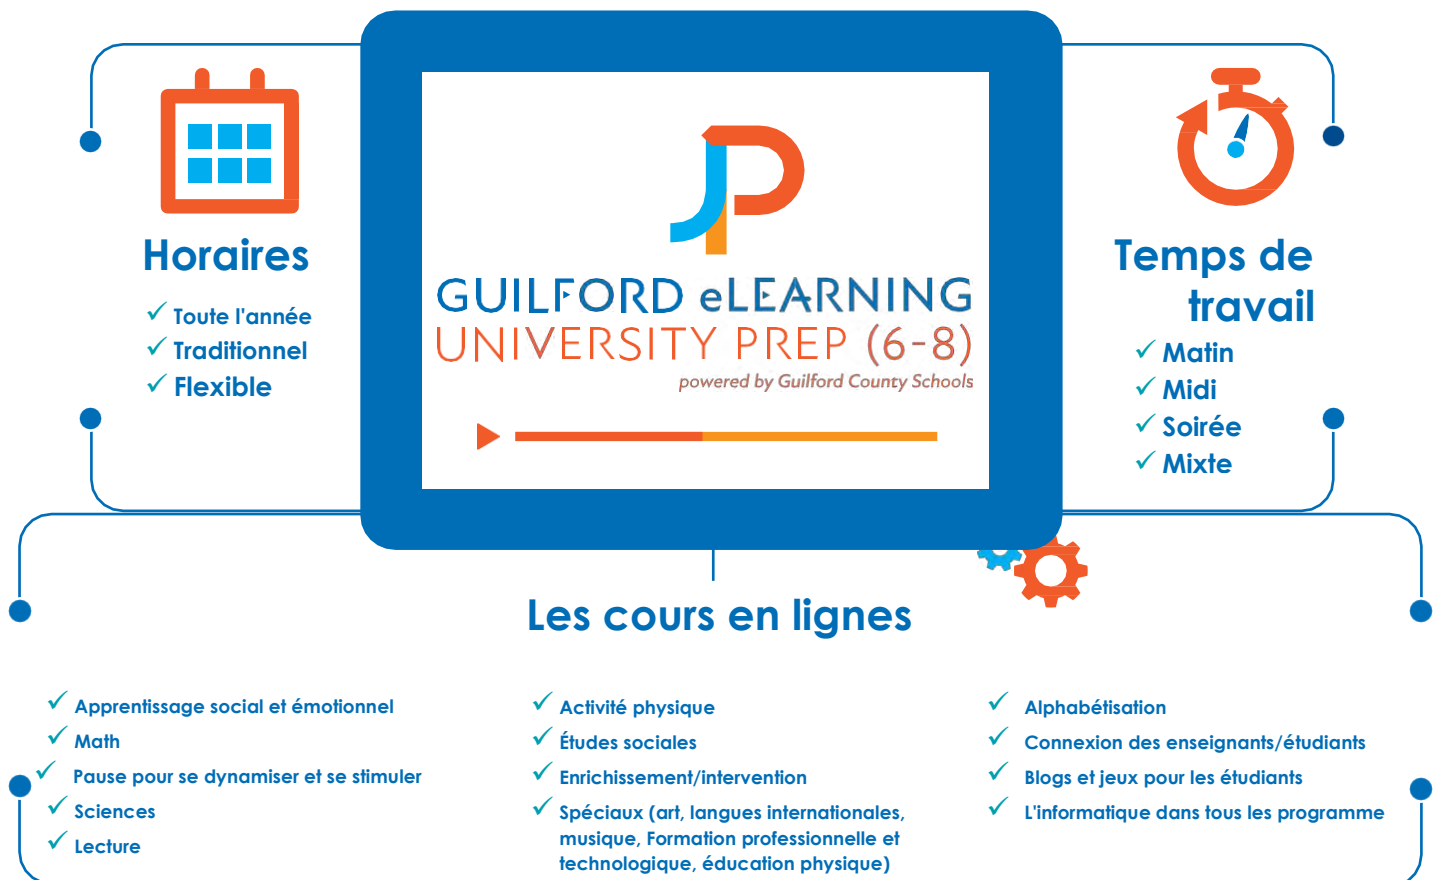 Horaires
✓ Toute l'année
✓ Traditionnel
✓ Flexible
GUILFORD eLEARNING
UNIVERSITY PREP (6-8)
powered by Guilford County Schools
Temps de
travail
✓ Matin
✓ Midi
✓ Soirée
✓ Mixte
Les cours en lignes
✓ Apprentissage social et émotionnel
✓ Math
✓ Pause pour se dynamiser et se stimuler
✓ Sciences
✓ Lecture
✓ Activité physique
✓ Études sociales
✓ Enrichissement/intervention
✓ Spéciaux (art, langues internationales,
musique, Formation professionnelle et
technologique, éducation physique)
✓ Alphabétisation
✓ Connexion des enseignants/étudiants
✓ Blogs et jeux pour les étudiants
✓ L'informatique dans tous les programme